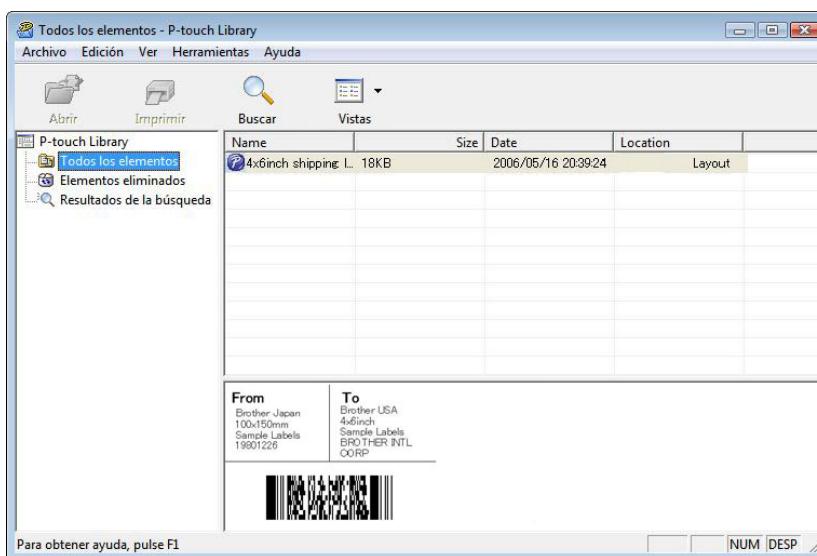 Todos los elementos - P-touch Library
Archivo Edición Ver Herramientas Ayuda
Abrir Imprimir Buscar Vistas
P-touch Library
Todos los elementos
Elementos eliminados
Resultados de la búsqueda
Name Size Date Location
4x6inch shipping l... 18KB 2006/05/16 20:39:24 Layout
From
Brother Japan
100x150mm
Sample Labels
19801226
To
Brother USA
4x6inch
Sample Labels
BROTHER INTL
CORP
Para obtener ayuda, pulse F1
NUM DESP